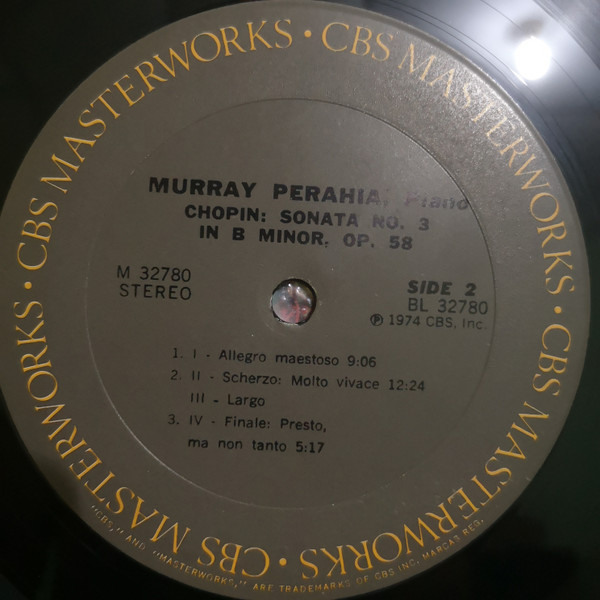 CBS MASTERWORKS • CBS MASTERWORKS • CBS MASTERWORKS • CBS MASTERWORKS • CBS MASTERWORKS •
MURRAY PERAHIA, Piano
CHOPIN: SONATA NO. 3
IN B MINOR, OP. 58
M 32780
STEREO
SIDE 2
BL 32780
℗ 1974 CBS, Inc.
1. I - Allegro maestoso 9:06
2. II - Scherzo: Molto vivace 12:24
III - Largo
3. IV - Finale: Presto,
ma non tanto 5:17
"CBS," AND "MASTERWORKS," ARE TRADEMARKS OF CBS INC. MARCAS REG.